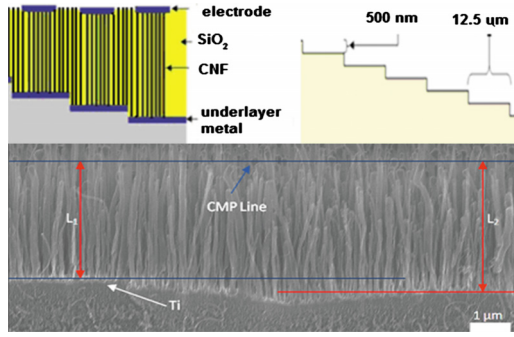 electrode
SiO2
CNF
underlayer
metal
500 nm
12.5 um
L1
CMP Line
L2
Ti
1 µm